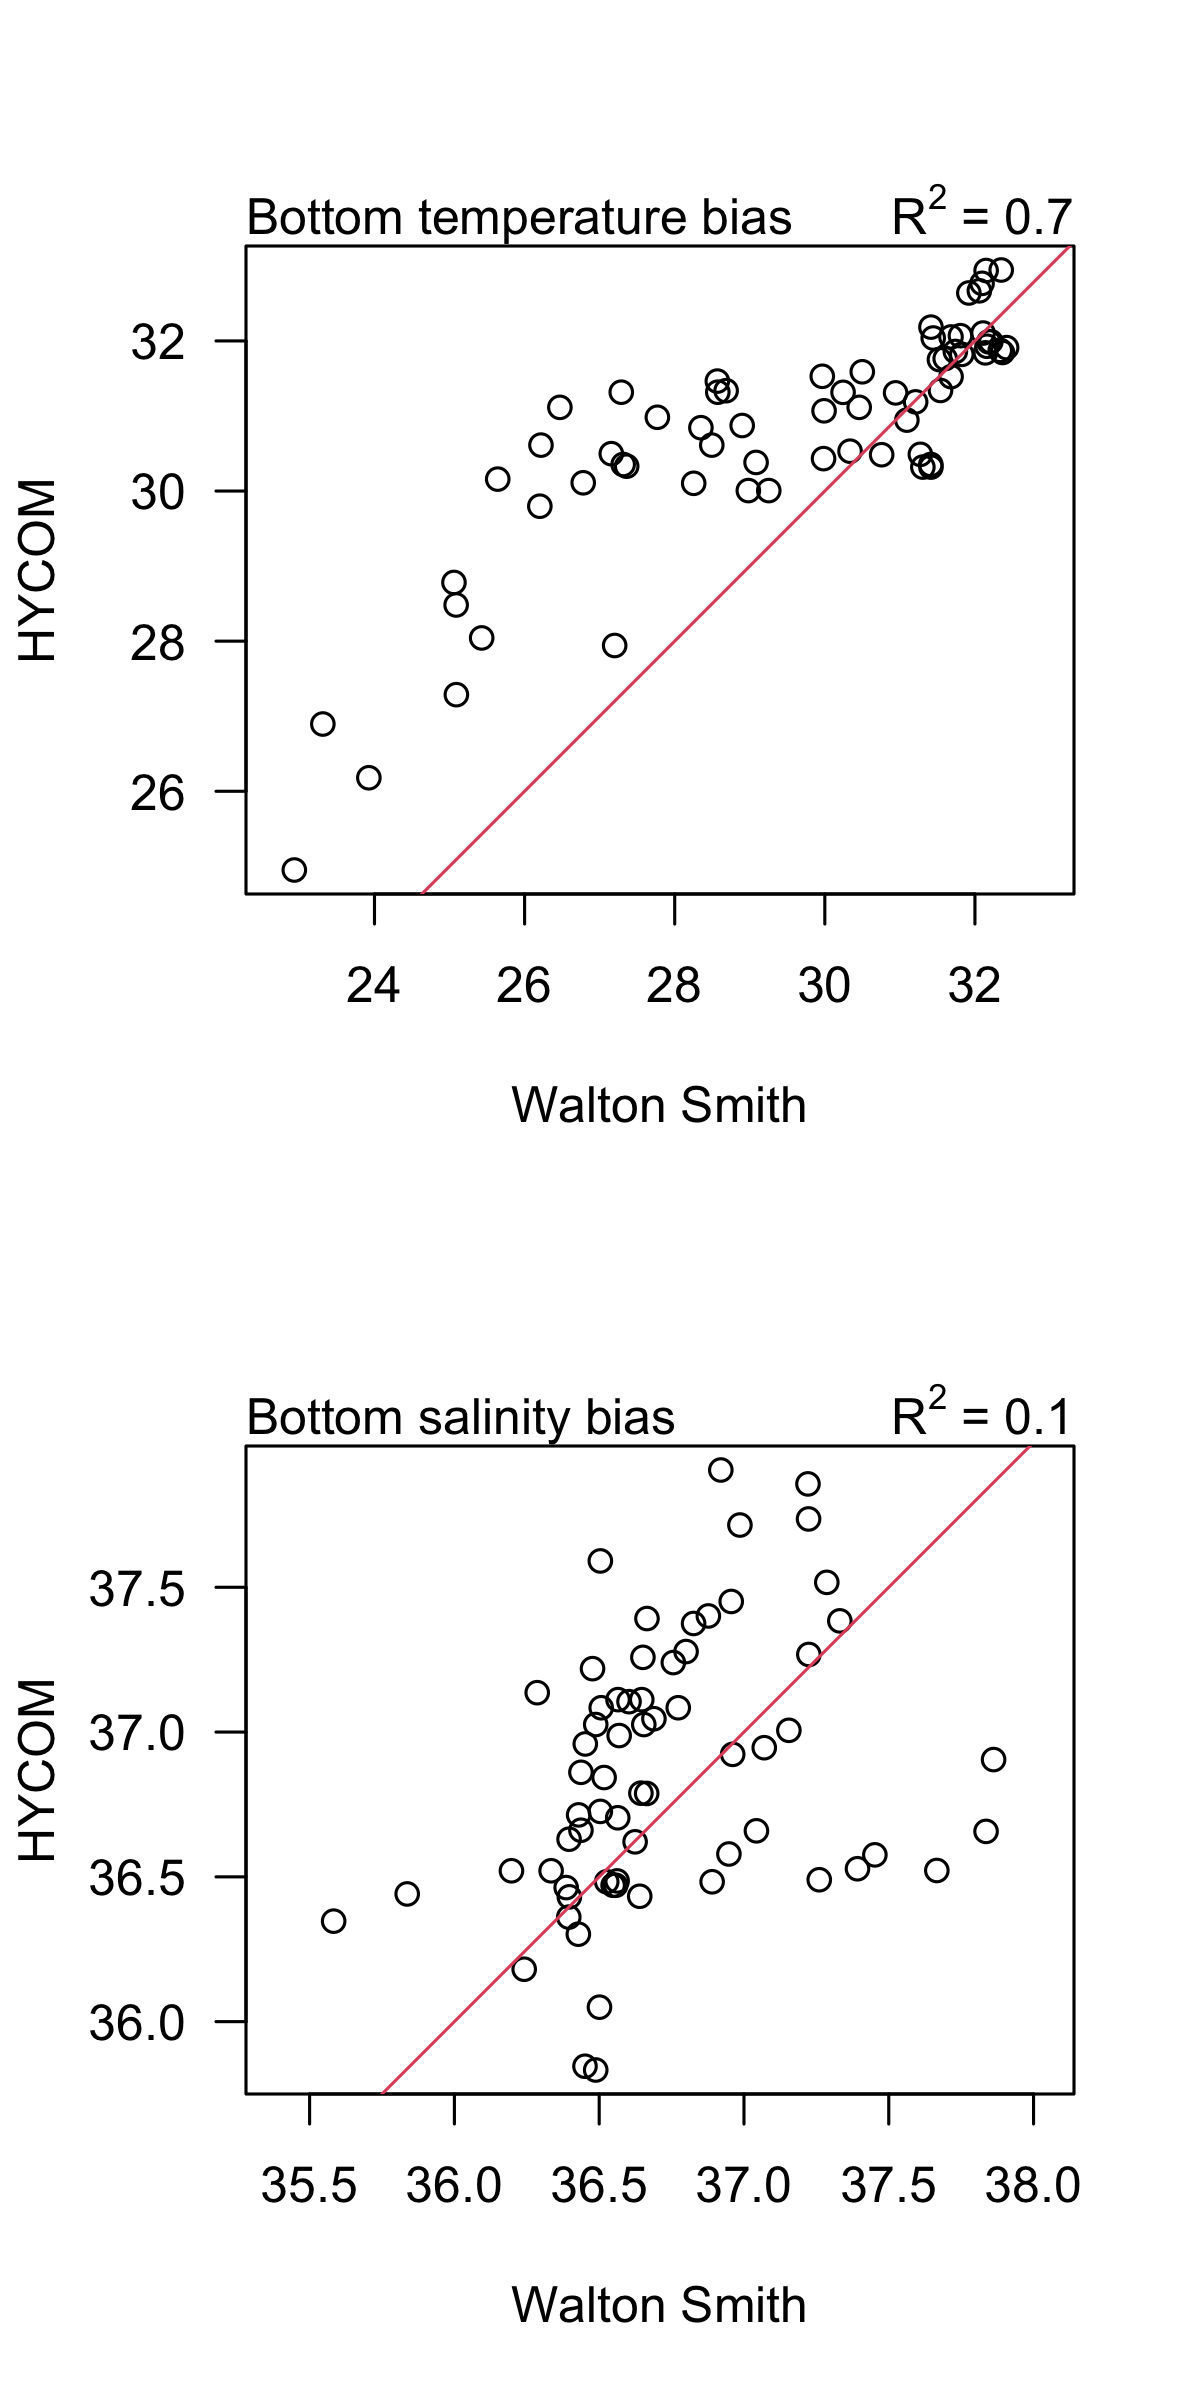 Bottom temperature bias R² = 0.7
HYCOM
32
30
28
26
24 26 28 30 32
Walton Smith
Bottom salinity bias R² = 0.1
HYCOM
37.5
37.0
36.5
36.0
35.5 36.0 36.5 37.0 37.5 38.0
Walton Smith